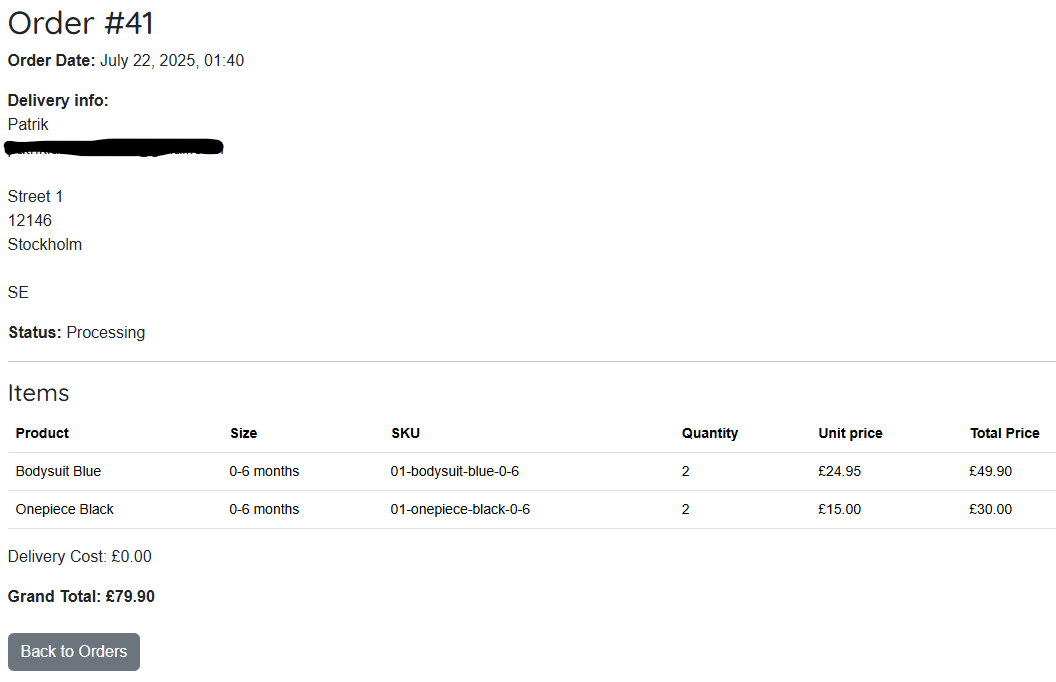 Order #41
Order Date: July 22, 2025, 01:40
Delivery info:
Patrik
Street 1
12146
Stockholm
SE
Status: Processing
Items
Product Size SKU Quantity Unit price Total Price
Bodysuit Blue 0-6 months 01-bodysuit-blue-0-6 2 £24.95 £49.90
Onepiece Black 0-6 months 01-onepiece-black-0-6 2 £15.00 £30.00
Delivery Cost: £0.00
Grand Total: £79.90
Back to Orders